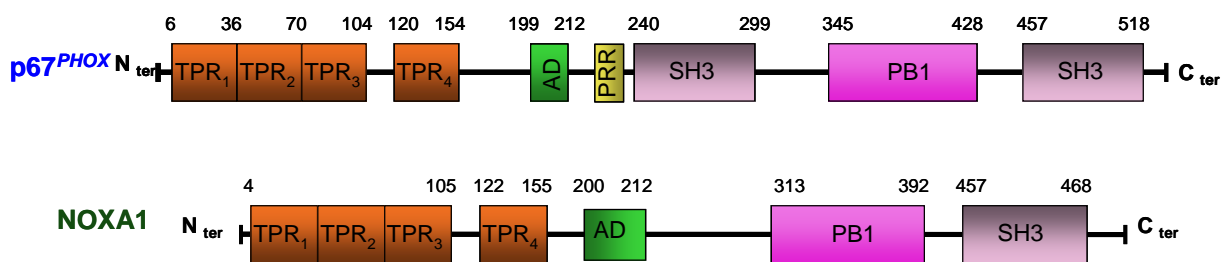 6 36 70 104 120 154 199 212 240 299 345 428 457 518
p67PHOX N ter TPR1 TPR2 TPR3 TPR4 AD PRR SH3 PB1 SH3 C ter
4 105 122 155 200 212 313 392 457 468
NOXA1 N ter TPR1 TPR2 TPR3 TPR4 AD PB1 SH3 C ter